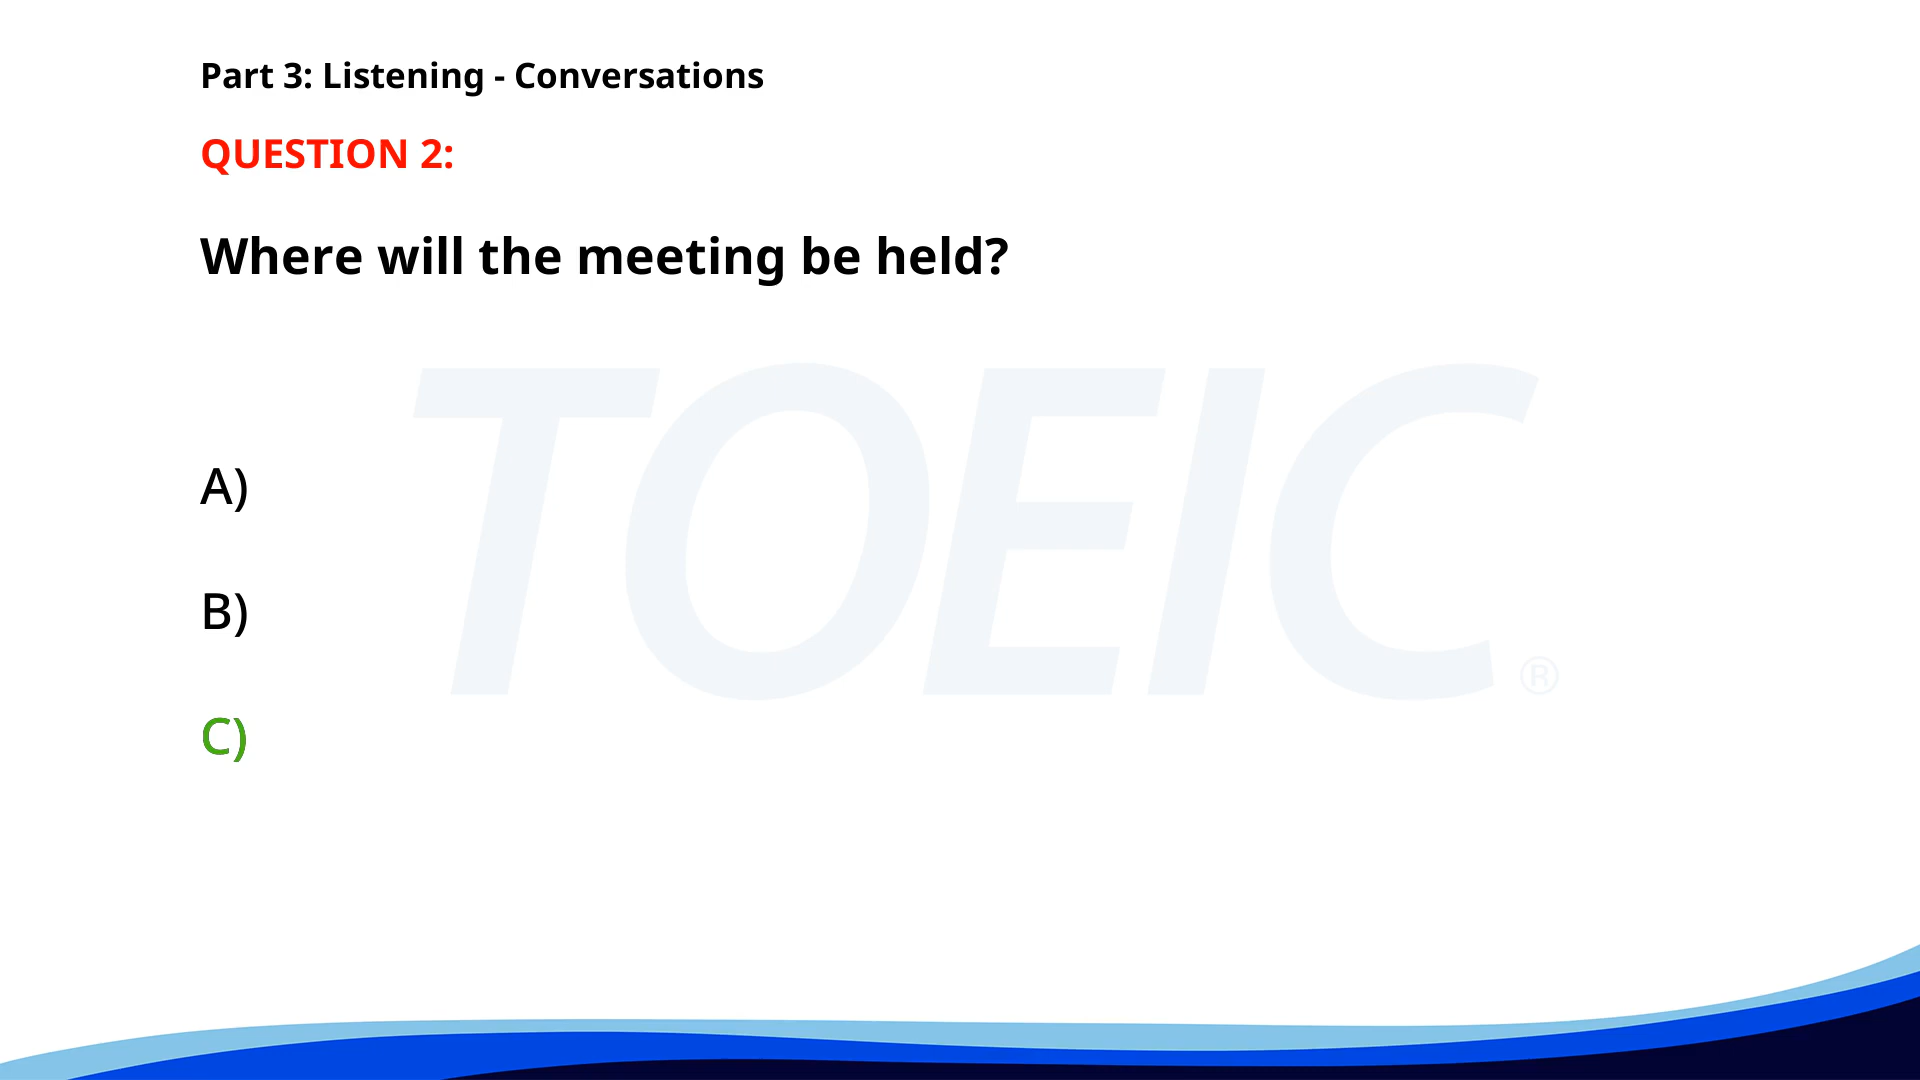 Part 3: Listening - Conversations
QUESTION 2:
Where will the meeting be held?
TOEIC®
A)
B)
C)